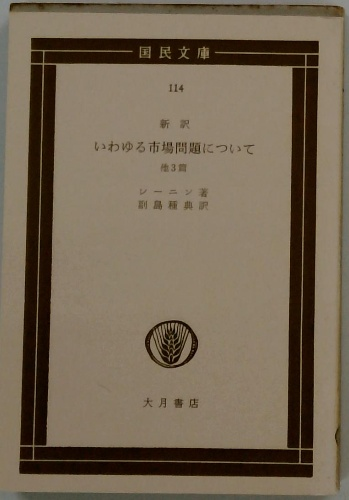 国民文庫
114
新訳
いわゆる市場問題について
他3篇
レーニン著
副島種典訳
大月書店